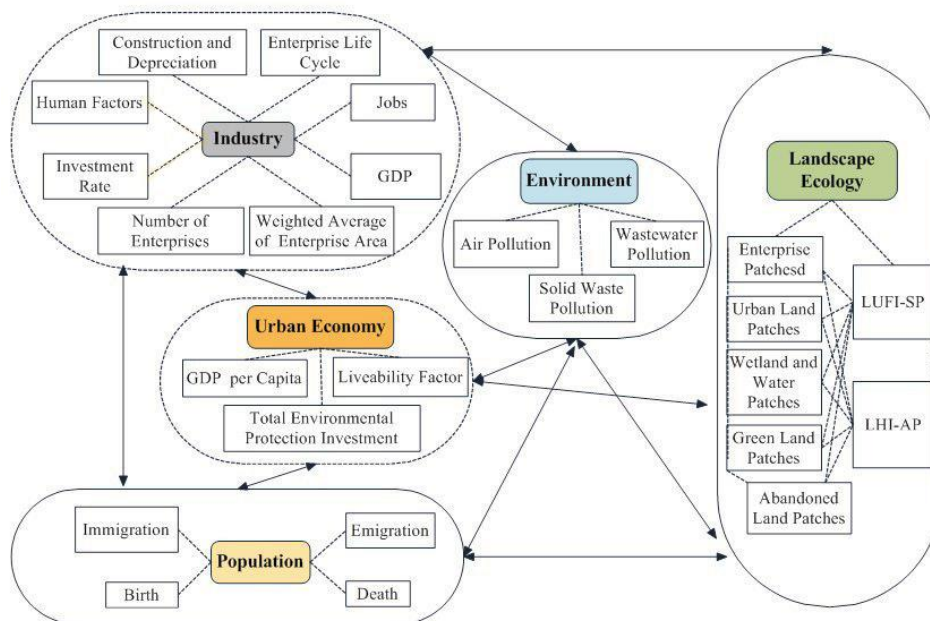 Construction and
Depreciation
Enterprise Life
Cycle
Human Factors
Jobs
Industry
Investment
Rate
GDP
Number of
Enterprises
Weighted Average
of Enterprise Area
Environment
Air Pollution
Wastewater
Pollution
Solid Waste
Pollution
Landscape
Ecology
Enterprise
Patchesd
LUFI-SP
Urban Land
Patches
Wetland and
Water
Patches
LHI-AP
Green Land
Patches
Abandoned
Land Patches
Urban Economy
GDP per Capita
Liveability Factor
Total Environmental
Protection Investment
Immigration
Emigration
Population
Birth
Death